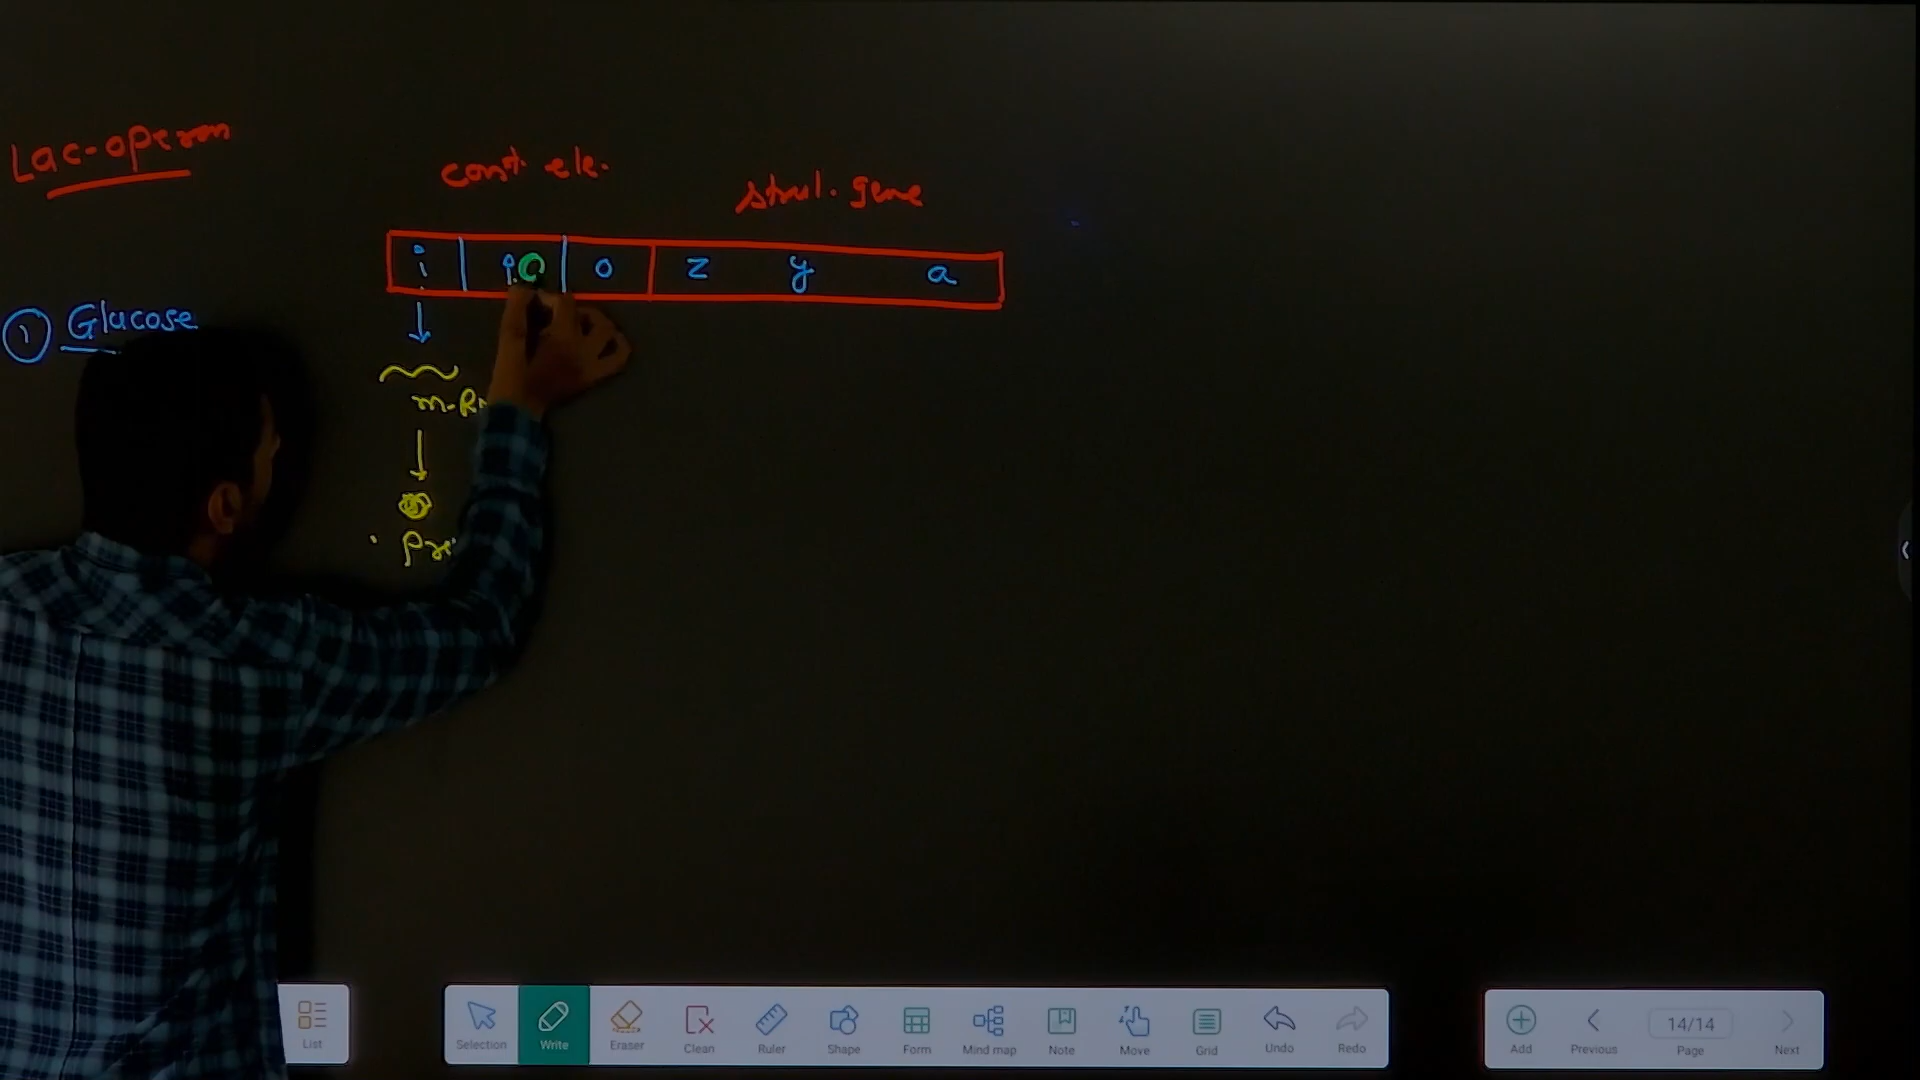 Lac-operon
const. ele.
strul. gene
i p o z y a
① Glucose
m-R
pre
List
Selection
Write
Eraser
Clean
Ruler
Shape
Form
Mind map
Note
Move
Grid
Undo
Redo
Add
Previous
14/14
Page
Next